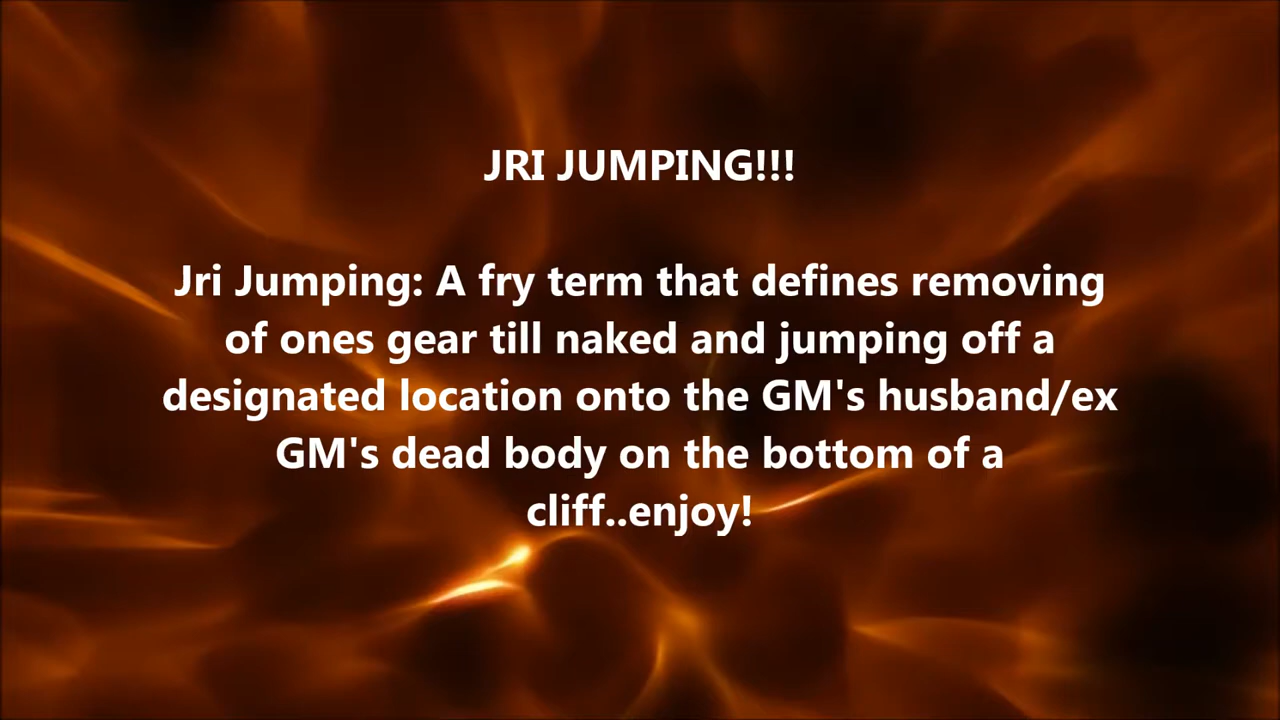 JRI JUMPING!!!
Jri Jumping: A fry term that defines removing
of ones gear till naked and jumping off a
designated location onto the GM's husband/ex
GM's dead body on the bottom of a
cliff..enjoy!